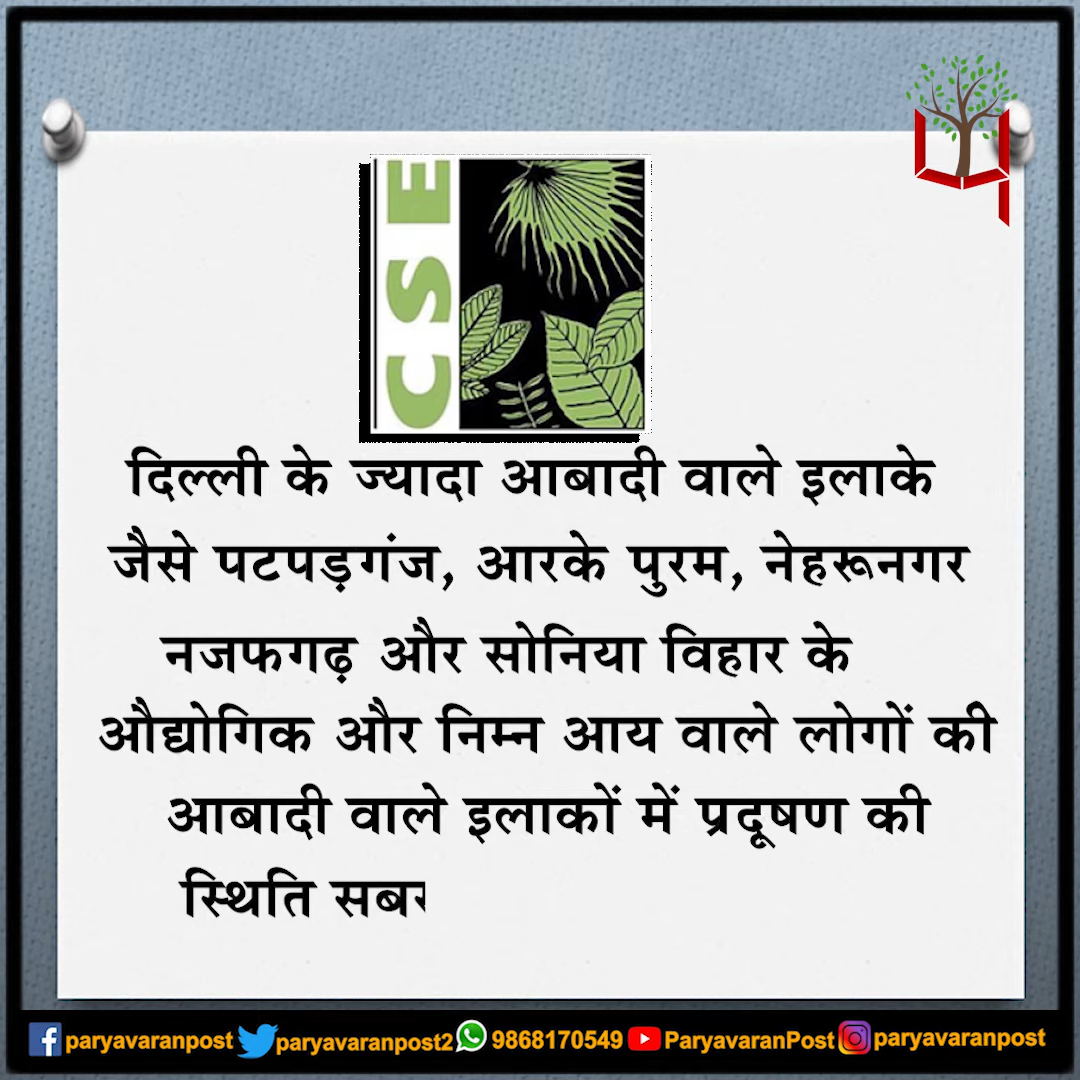 CSE
दिल्ली के ज्यादा आबादी वाले इलाके
जैसे पटपड़गंज, आरके पुरम, नेहरूनगर
नजफगढ़ और सोनिया विहार के
औद्योगिक और निम्न आय वाले लोगों की
आबादी वाले इलाकों में प्रदूषण की
स्थिति
paryavaranpost paryavaranpost2 9868170549 ParyavaranPost paryavaranpost